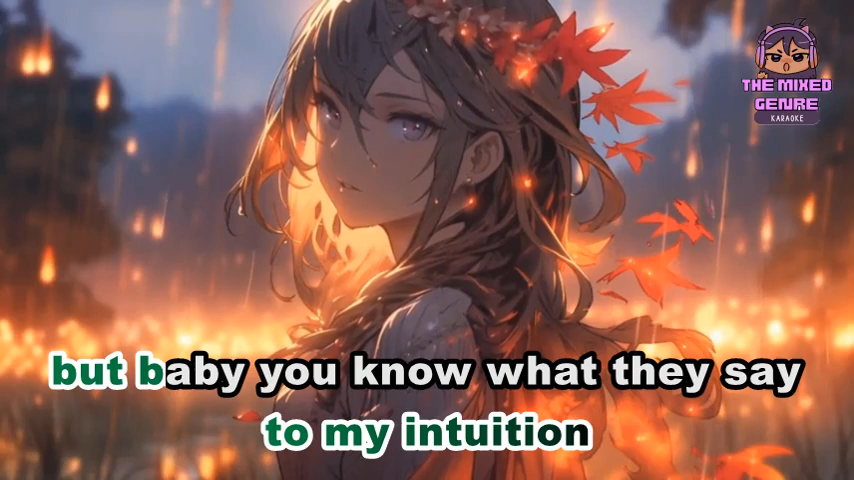 THE MIXED
GENRE
KARAOKE
but baby you know what they say
to my intuition